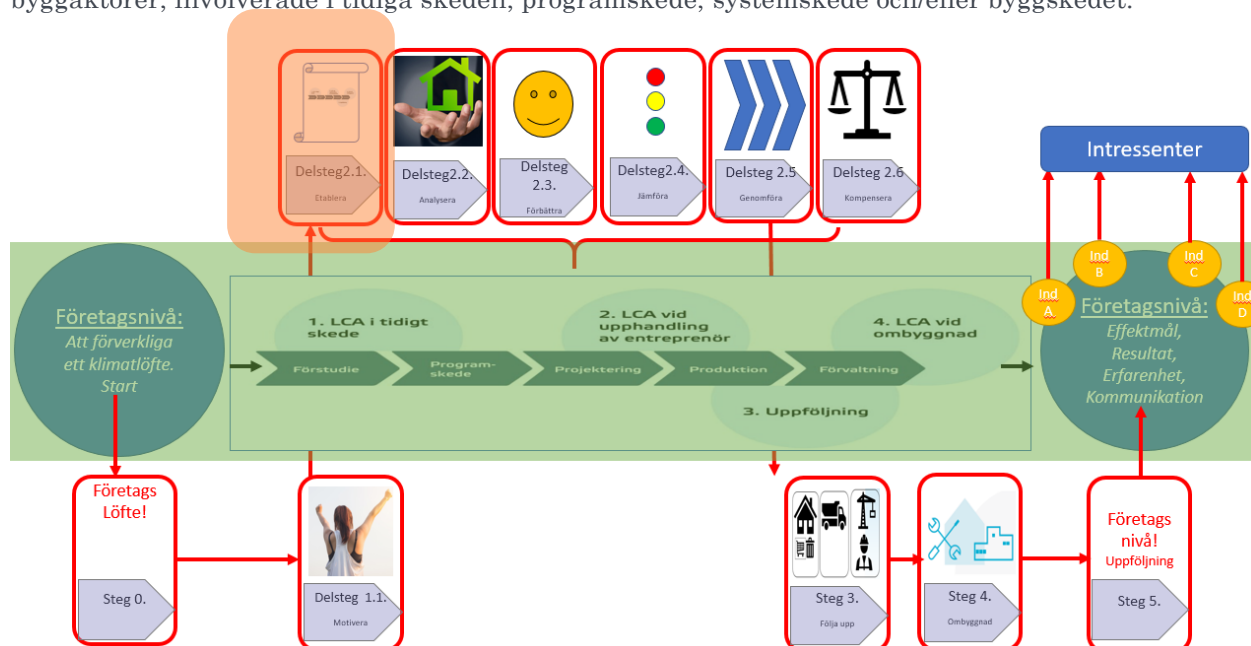 byggaktörer, involverade i tidiga skeden, programskede, systemskede och/eller byggskedet.
Delsteg2.1.
Etablera
Delsteg2.2.
Analysera
Delsteg
2.3.
Förbättra
Delsteg2.4.
Jämföra
Delsteg 2.5
Genomföra
Delsteg 2.6
Kompensera
Intressenter
Företagsnivå:
Att förverkliga
ett klimatlöfte.
Start
1. LCA i tidigt
skede
2. LCA vid
upphandling
av entreprenör
4. LCA vid
ombyggnad
Förstudie
Program-
skede
Projektering
Produktion
Förvaltning
3. Uppföljning
Ind
A
Ind
B
Ind
C
Ind
D
Företagsnivå:
Effektmål,
Resultat,
Erfarenhet,
Kommunikation
Företags
Löfte!
Steg 0.
Delsteg 1.1.
Motivera
Steg 3.
Följa upp
Steg 4.
Ombyggnad
Företags
nivå!
Uppföljning
Steg 5.